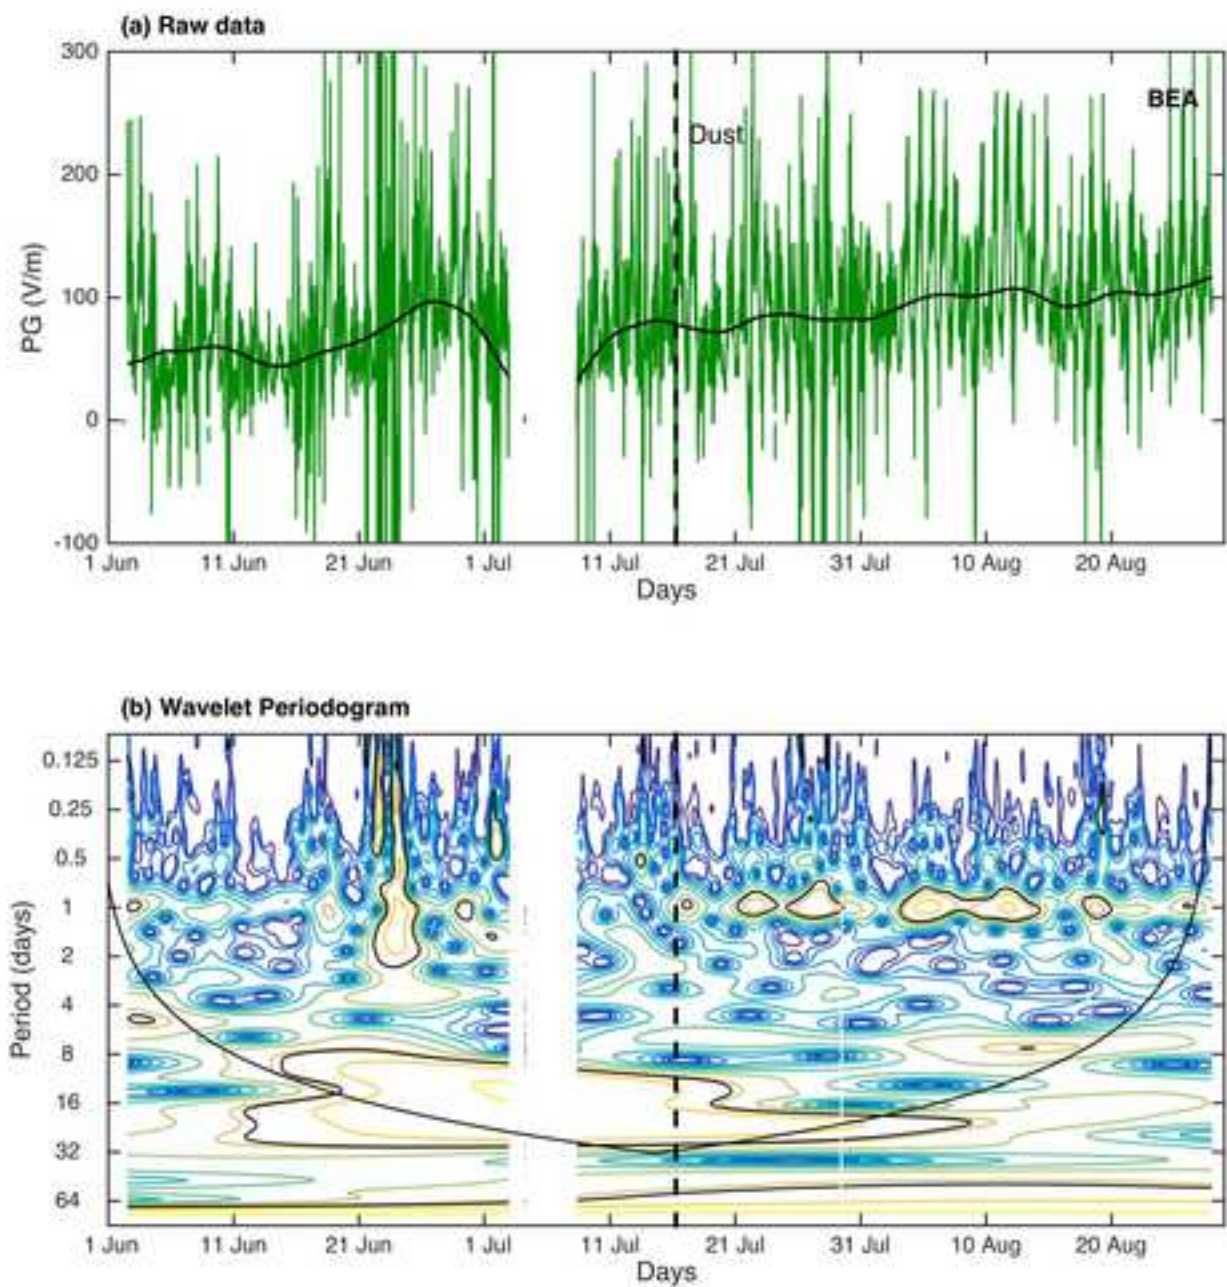 (a) Raw data
300
200
100
0
-100
PG (V/m)
BEA
Dust
1 Jun 11 Jun 21 Jun 1 Jul 11 Jul 21 Jul 31 Jul 10 Aug 20 Aug
Days
(b) Wavelet Periodogram
0.125
0.25
0.5
1
2
4
8
16
32
64
Period (days)
1 Jun 11 Jun 21 Jun 1 Jul 11 Jul 21 Jul 31 Jul 10 Aug 20 Aug
Days